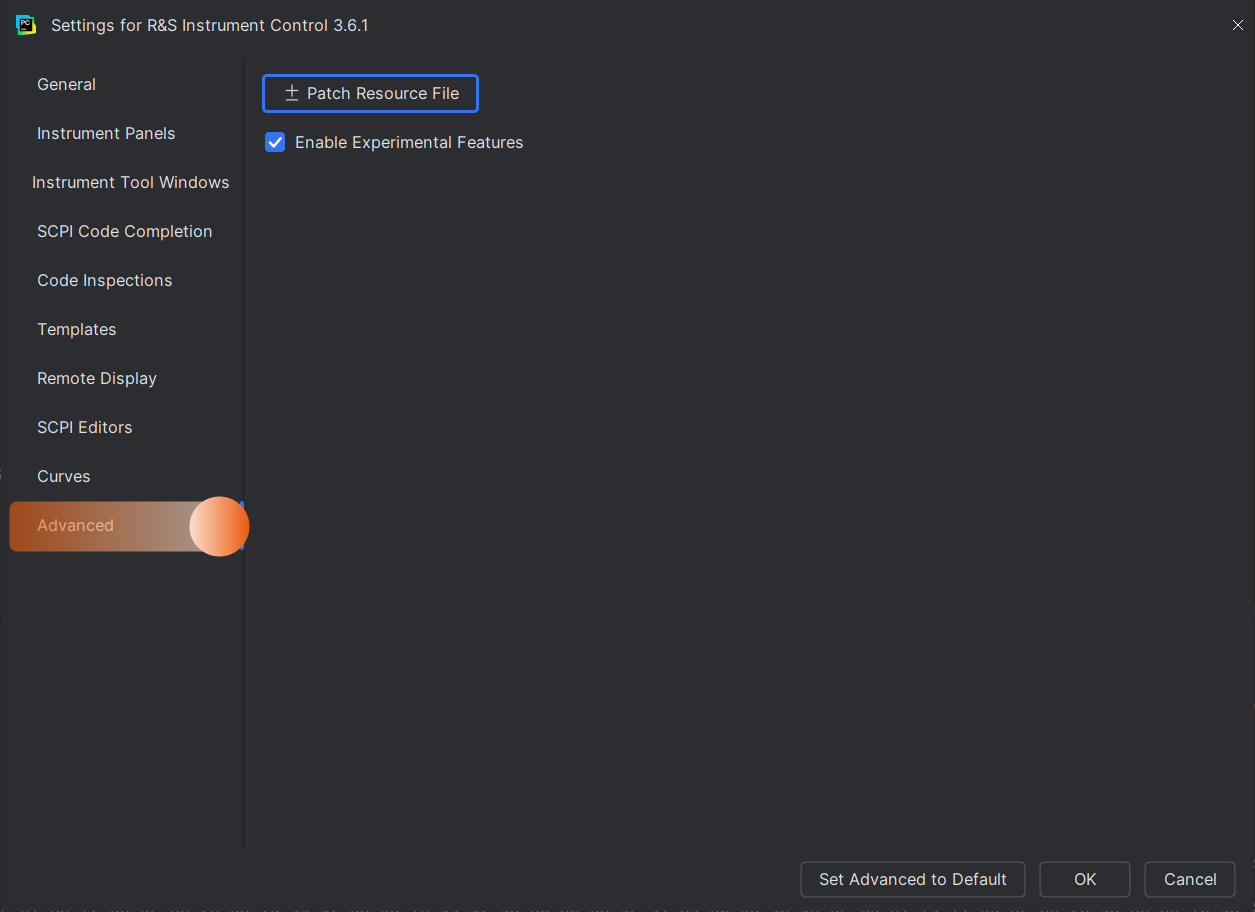 PC
Settings for R&S Instrument Control 3.6.1
General
Instrument Panels
Instrument Tool Windows
SCPI Code Completion
Code Inspections
Templates
Remote Display
SCPI Editors
Curves
Advanced
Patch Resource File
Enable Experimental Features
Set Advanced to Default
OK
Cancel